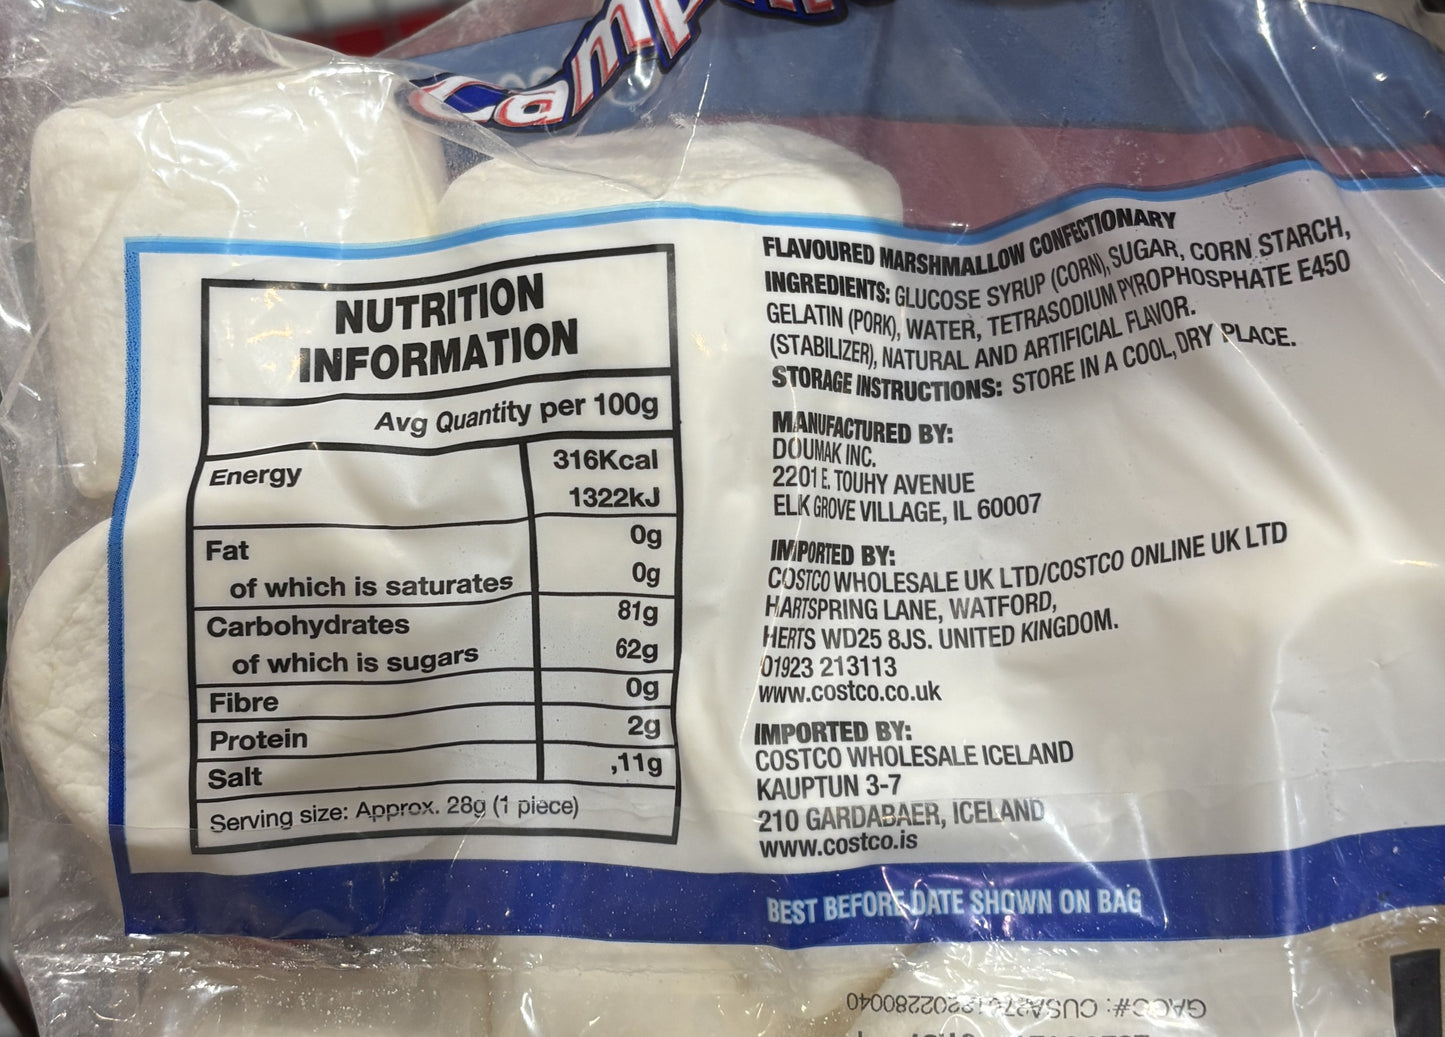 Camp
NUTRITION
INFORMATION
Avg Quantity per 100g
Energy 316Kcal
1322kJ
Fat 0g
of which is saturates 0g
Carbohydrates 81g
of which is sugars 62g
Fibre 0g
Protein 2g
Salt ,11g
Serving size: Approx. 28g (1 piece)
FLAVOURED MARSHMALLOW CONFECTIONARY
INGREDIENTS: GLUCOSE SYRUP (CORN), SUGAR, CORN STARCH,
GELATIN (PORK), WATER, TETRASODIUM PYROPHOSPHATE E450
(STABILIZER), NATURAL AND ARTIFICIAL FLAVOR.
STORAGE INSTRUCTIONS: STORE IN A COOL, DRY PLACE.
MANUFACTURED BY:
DOUMAK INC.
2201 E. TOUHY AVENUE
ELK GROVE VILLAGE, IL 60007
IMPORTED BY:
COSTCO WHOLESALE UK LTD/COSTCO ONLINE UK LTD
HARTSPRING LANE, WATFORD,
HERTS WD25 8JS. UNITED KINGDOM.
01923 213113
www.costco.co.uk
IMPORTED BY:
COSTCO WHOLESALE ICELAND
KAUPTUN 3-7
210 GARDABAER, ICELAND
www.costco.is
BEST BEFORE DATE SHOWN ON BAG